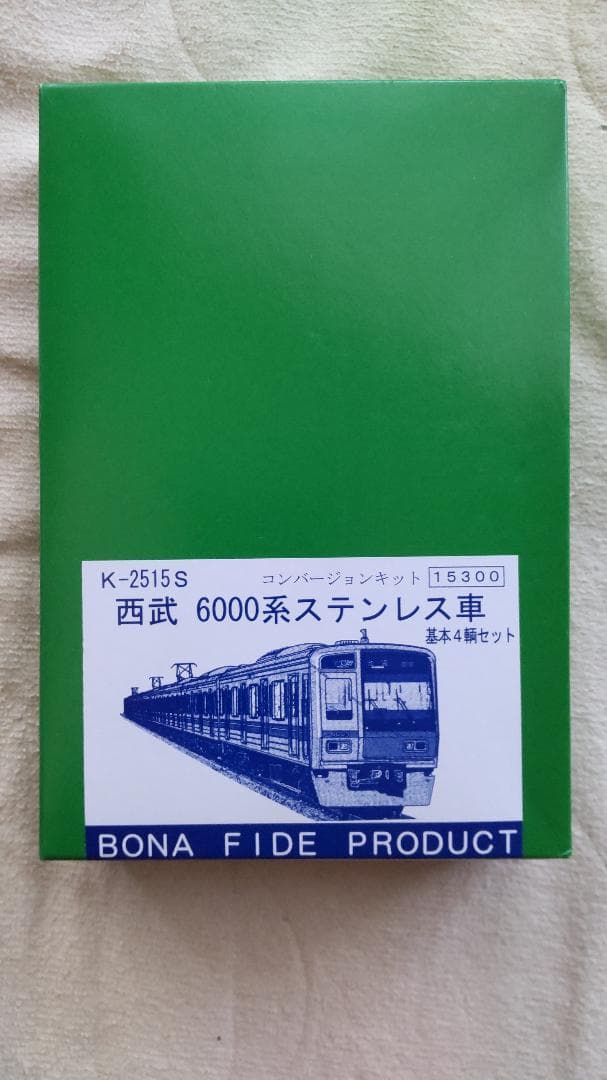 K-2515S コンバージョンキット 15300
西武 6000系ステンレス車
基本4輌セット
BONA FIDE PRODUCT